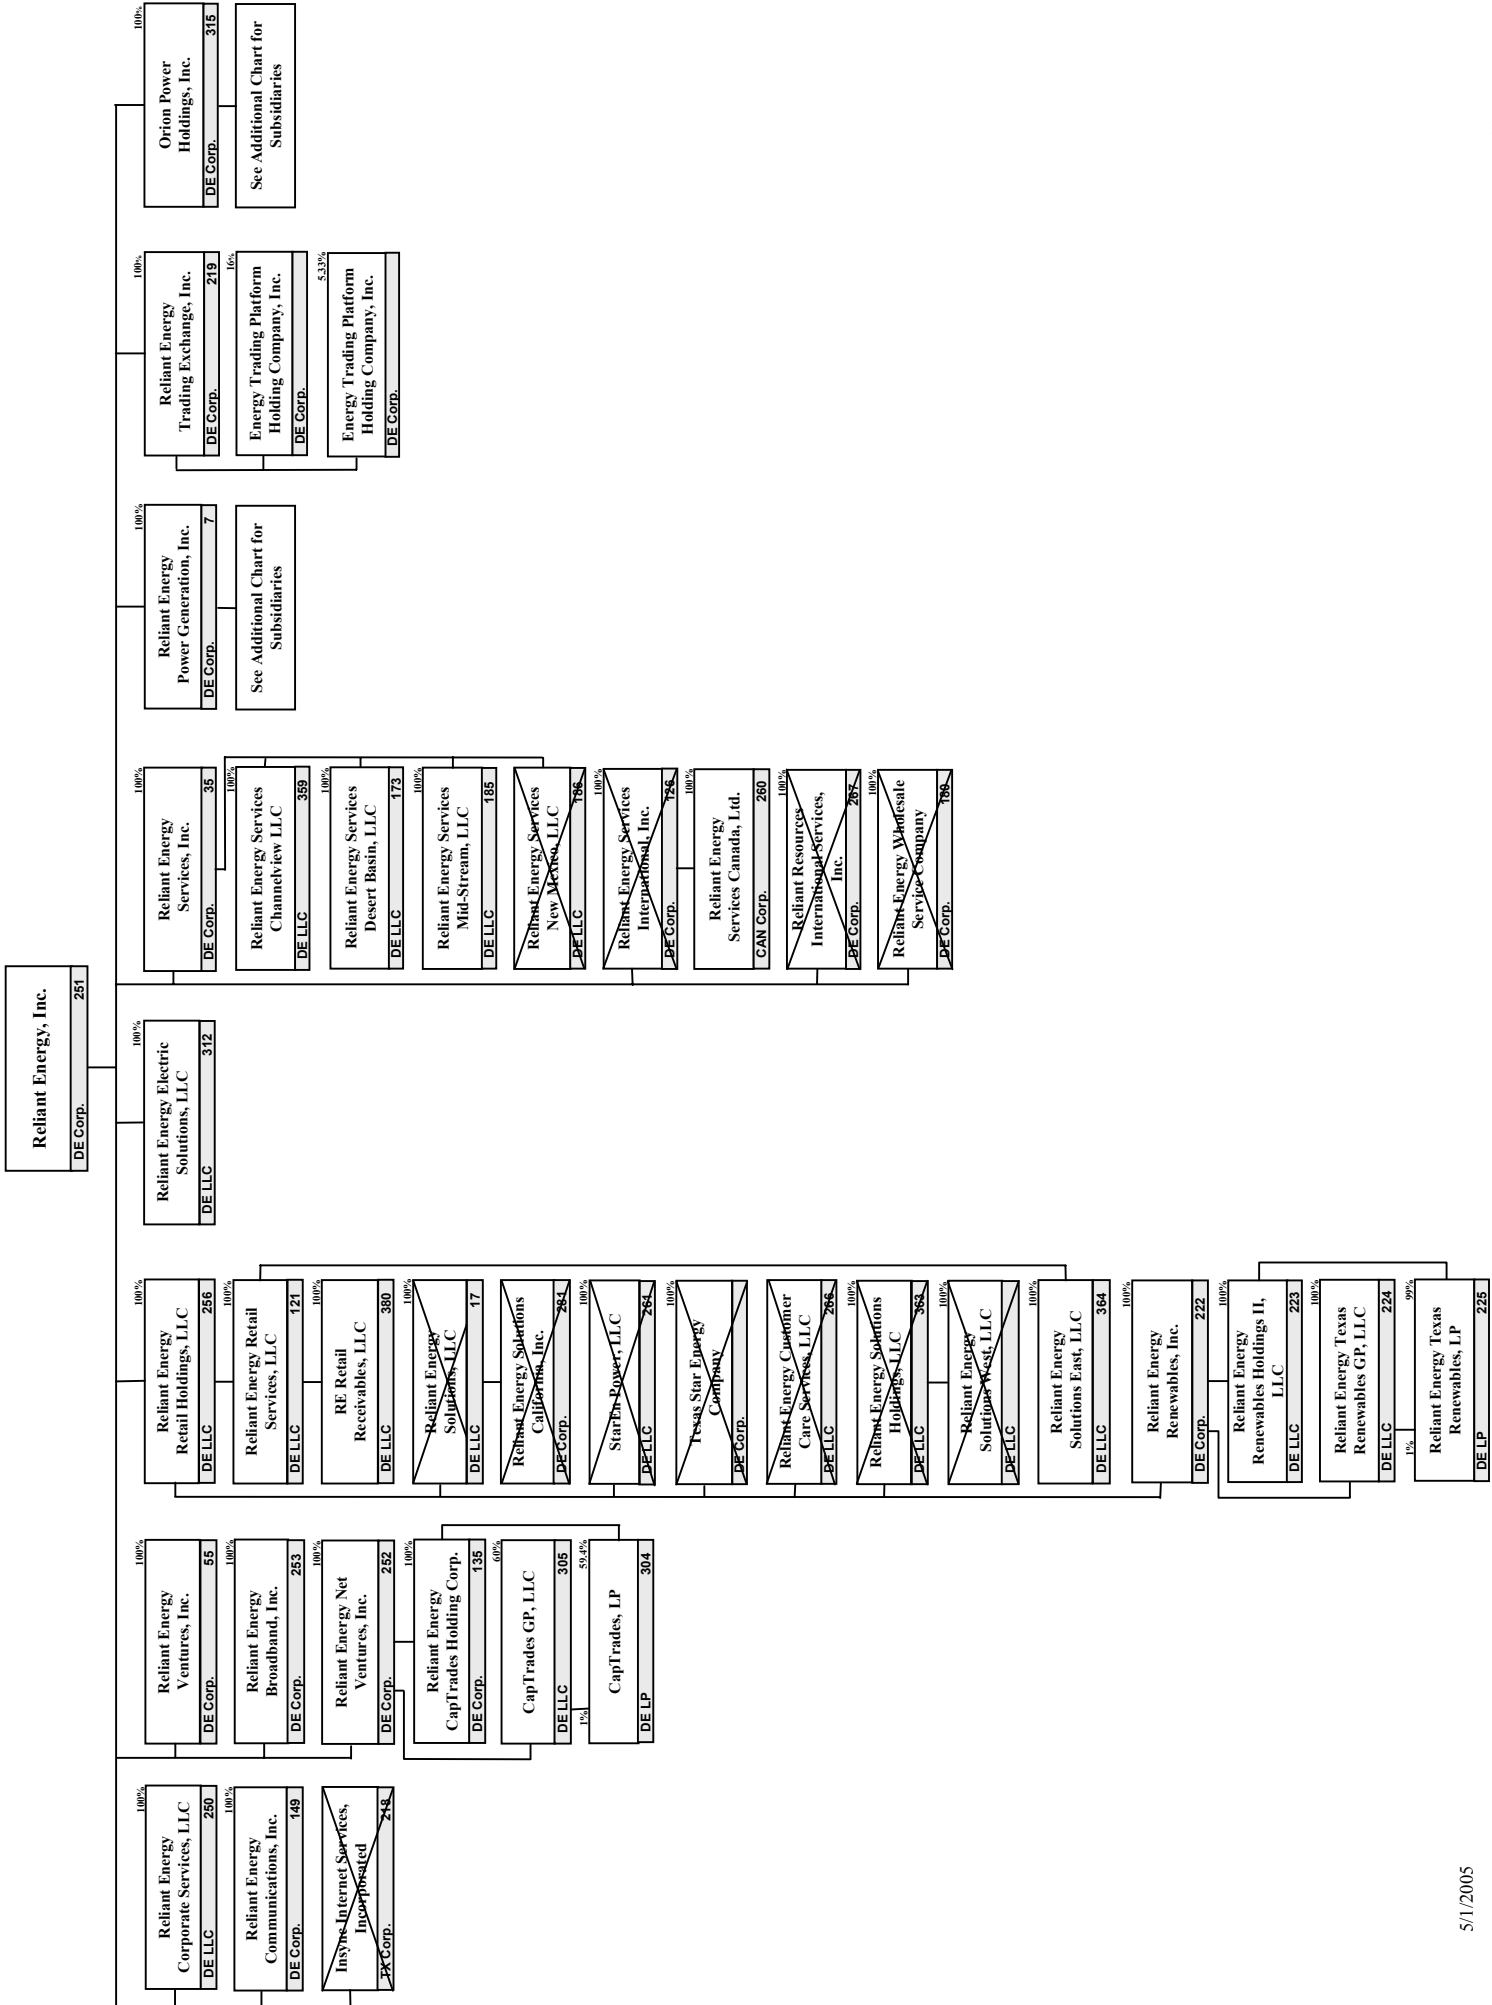 Reliant Energy, Inc.
DE Corp. 251
100%
Reliant Energy
Corporate Services, LLC
DE LLC 250
100%
Reliant Energy
Communications, Inc.
DE Corp. 149
Insync Internet Services,
Incorporated
TX Corp. 218
100%
Reliant Energy
Ventures, Inc.
DE Corp. 55
100%
Reliant Energy
Broadband, Inc.
DE Corp. 253
100%
Reliant Energy Net
Ventures, Inc.
DE Corp. 252
100%
Reliant Energy
CapTrades Holding Corp.
DE Corp. 135
60%
CapTrades GP, LLC
DE LLC 305
1% 59.4%
CapTrades, LP
DE LP 304
100%
Reliant Energy
Retail Holdings, LLC
DE LLC 256
100%
Reliant Energy Retail
Services, LLC
DE LLC 121
100%
RE Retail
Receivables, LLC
DE LLC 380
100%
Reliant Energy
Solutions, LLC
DE LLC 17
100%
Reliant Energy Solutions
California, Inc.
DE Corp. 281
100%
StarEn Power, LLC
DE LLC 264
100%
Texas Star Energy
Company
DE Corp.
100%
Reliant Energy Customer
Care Services, LLC
DE LLC 266
100%
Reliant Energy Solutions
Holdings, LLC
DE LLC 363
100%
Reliant Energy
Solutions West, LLC
DE LLC
100%
Reliant Energy
Solutions East, LLC
DE LLC 364
100%
Reliant Energy
Renewables, Inc.
DE Corp. 222
100%
Reliant Energy
Renewables Holdings II,
LLC
DE LLC 223
100%
Reliant Energy Texas
Renewables GP, LLC
DE LLC 224
1% 99%
Reliant Energy Texas
Renewables, LP
DE LP 225
100%
Reliant Energy Electric
Solutions, LLC
DE LLC 312
100%
Reliant Energy
Services, Inc.
DE Corp. 35
100%
Reliant Energy Services
Channelview LLC
DE LLC 359
100%
Reliant Energy Services
Desert Basin, LLC
DE LLC 173
100%
Reliant Energy Services
Mid-Stream, LLC
DE LLC 185
100%
Reliant Energy Services
New Mexico, LLC
DE LLC 186
100%
Reliant Energy Services
International, Inc.
DE Corp. 126
100%
Reliant Energy
Services Canada, Ltd.
CAN Corp. 260
100%
Reliant Resources
International Services,
Inc.
DE Corp. 267
100%
Reliant Energy Wholesale
Service Company
DE Corp. 180
100%
Reliant Energy
Power Generation, Inc.
DE Corp. 7
See Additional Chart for
Subsidiaries
100%
Reliant Energy
Trading Exchange, Inc.
DE Corp. 219
16%
Energy Trading Platform
Holding Company, Inc.
DE Corp.
5.33%
Energy Trading Platform
Holding Company, Inc.
DE Corp.
100%
Orion Power
Holdings, Inc.
DE Corp. 315
See Additional Chart for
Subsidiaries
5/1/2005